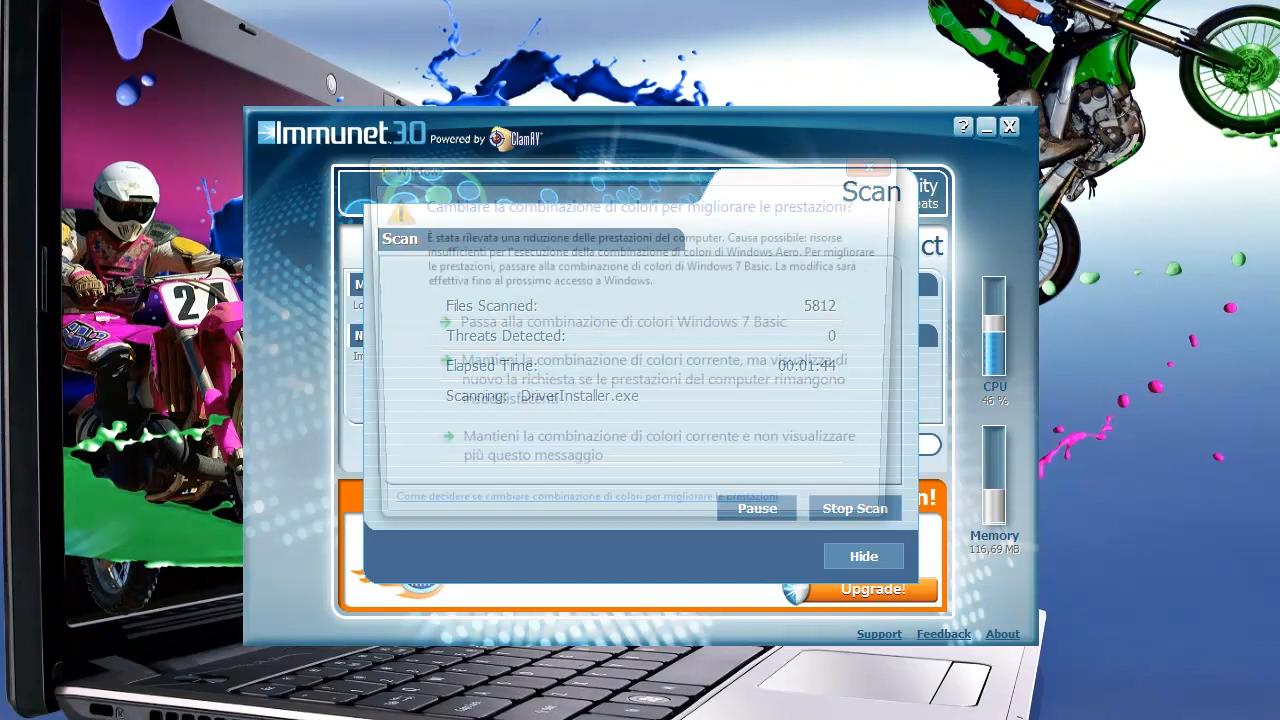 Immunet 3.0 Powered by ClamAV
? _ X
Windows
ity
Scan
eats
Cambiare la combinazione di colori per migliorare le prestazioni?
Scan
È stata rilevata una riduzione delle prestazioni del computer. Causa possibile: risorse
insufficienti per l'esecuzione della combinazione di colori di Windows Aero. Per migliorare
le prestazioni, passare alla combinazione di colori di Windows 7 Basic. La modifica sarà
effettiva fino al prossimo accesso a Windows.
ct
Files Scanned: 5812
Passa alla combinazione di colori Windows 7 Basic
Threats Detected: 0
Mantieni la combinazione di colori corrente, ma visualizza di
nuovo la richiesta se le prestazioni del computer rimangono
Elapsed Time: 00:01:44
Scanning: DriverInstaller.exe
Mantieni la combinazione di colori corrente e non visualizzare
più questo messaggio
Come decidere se cambiare combinazione di colori per migliorare le prestazioni
Pause
Stop Scan
n!
Hide
Upgrade!
CPU
46 %
Memory
116,69 MB
Support Feedback About
24